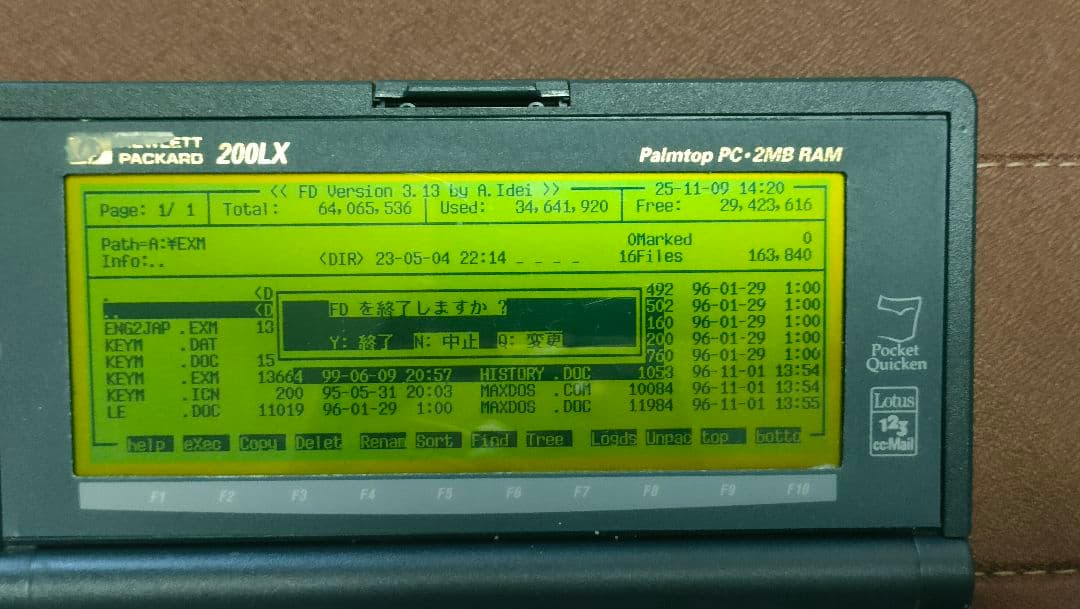 HEWLETT
PACKARD 200LX
Palmtop PC・2MB RAM
<< FD Version 3.13 by A.Idei >> 25-11-09 14:20
Page: 1/ 1 Total: 64,065,536 Used: 34,641,920 Free: 29,423,616
Path=A:¥EXM 0Marked 0
Info:.. <DIR> 23-05-04 22:14 _ _ _ _ 16Files 163,840
. <D 492 96-01-29 1:00
.. <D FD を終了しますか ? 502 96-01-29 1:00
ENG2JAP .EXM 13 160 96-01-29 1:00
KEYM .DAT Y: 終了 N: 中止 Q: 変更 200 96-01-29 1:00
KEYM .DOC 15 760 96-01-29 1:00
KEYM .EXM 13664 99-06-09 20:57 HISTORY .DOC 1053 96-11-01 13:54
KEYM .ICN 200 95-05-31 20:03 MAXDOS .COM 10084 96-11-01 13:54
LE .DOC 11019 96-01-29 1:00 MAXDOS .DOC 11984 96-11-01 13:55
help eXec Copy Delet Renam Sort Find Tree Logds Unpac top botto
F1 F2 F3 F4 F5 F6 F7 F8 F9 F10
Pocket
Quicken
Lotus
123
cc:Mail